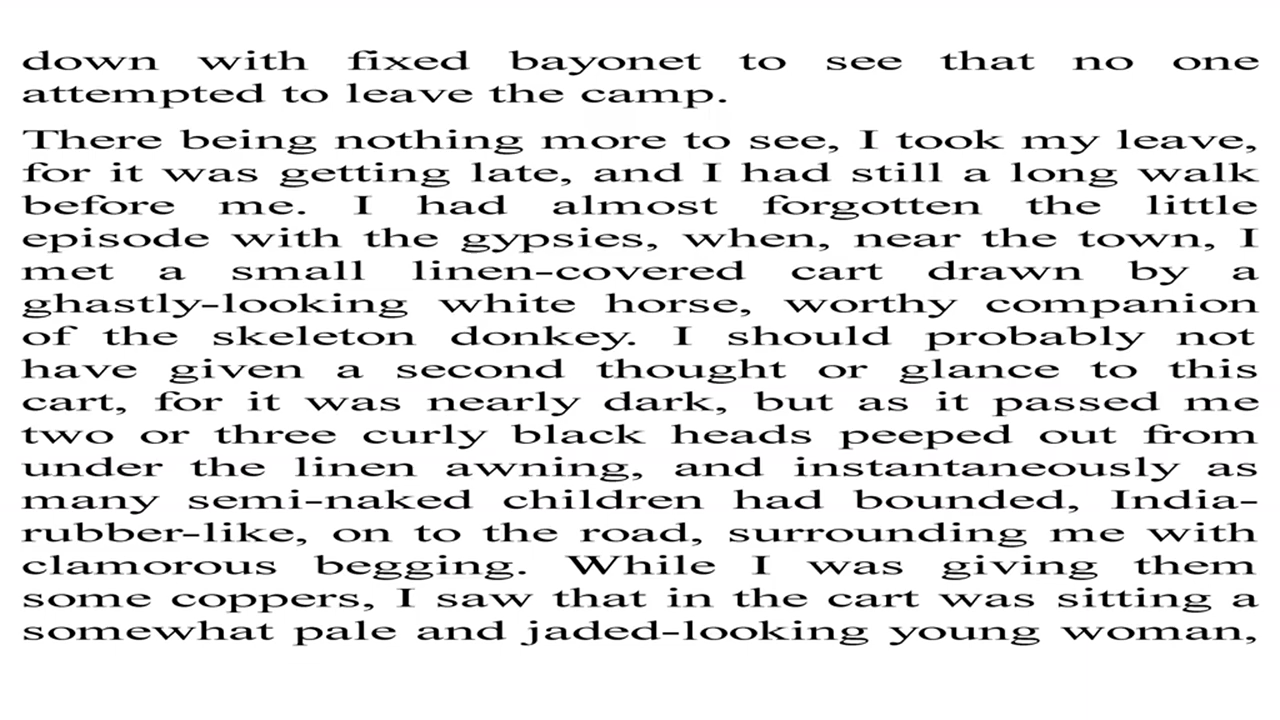 down with fixed bayonet to see that no one
attempted to leave the camp.
There being nothing more to see, I took my leave,
for it was getting late, and I had still a long walk
before me. I had almost forgotten the little
episode with the gypsies, when, near the town, I
met a small linen-covered cart drawn by a
ghastly-looking white horse, worthy companion
of the skeleton donkey. I should probably not
have given a second thought or glance to this
cart, for it was nearly dark, but as it passed me
two or three curly black heads peeped out from
under the linen awning, and instantaneously as
many semi-naked children had bounded, India-
rubber-like, on to the road, surrounding me with
clamorous begging. While I was giving them
some coppers, I saw that in the cart was sitting a
somewhat pale and jaded-looking young woman,